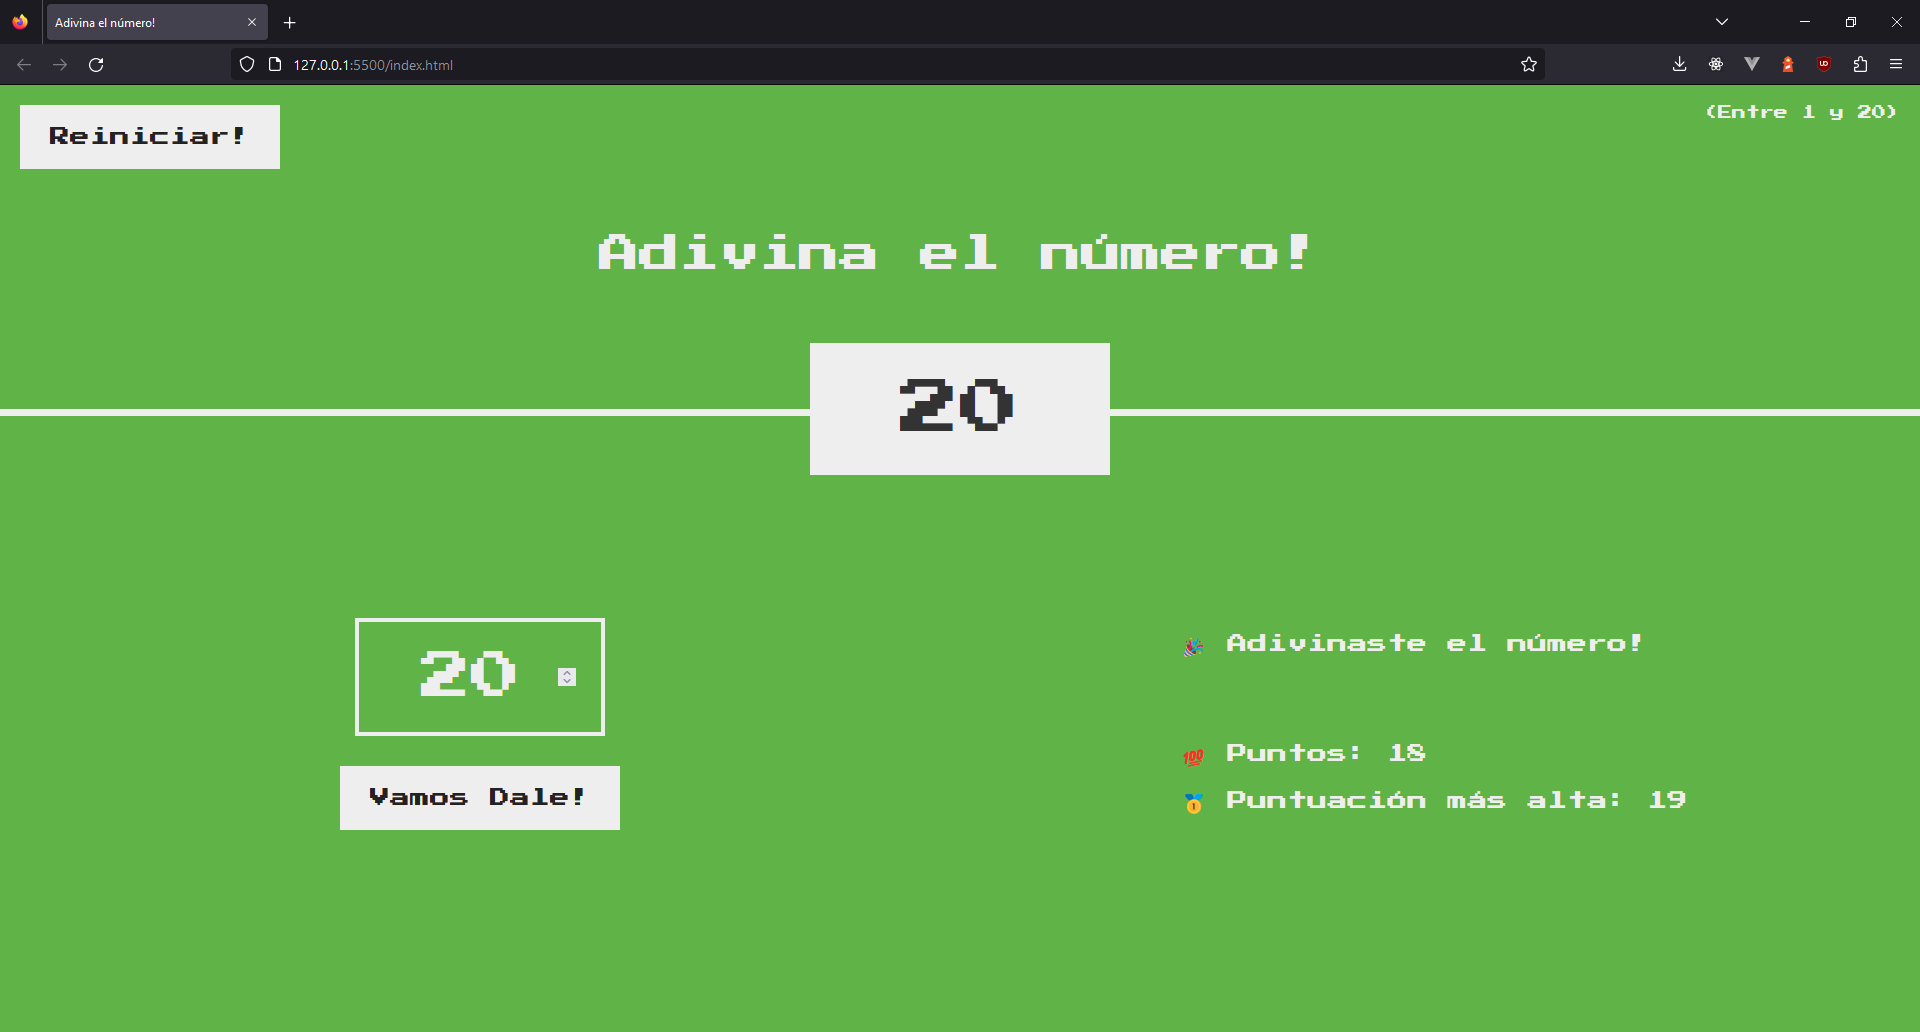 Adivina el número!
127.0.0.1:5500/index.html
Reiniciar!
(Entre 1 y 20)
Adivina el número!
20
20
Vamos Dale!
🎉 Adivinaste el número!
💯 Puntos: 18
🥇 Puntuación más alta: 19